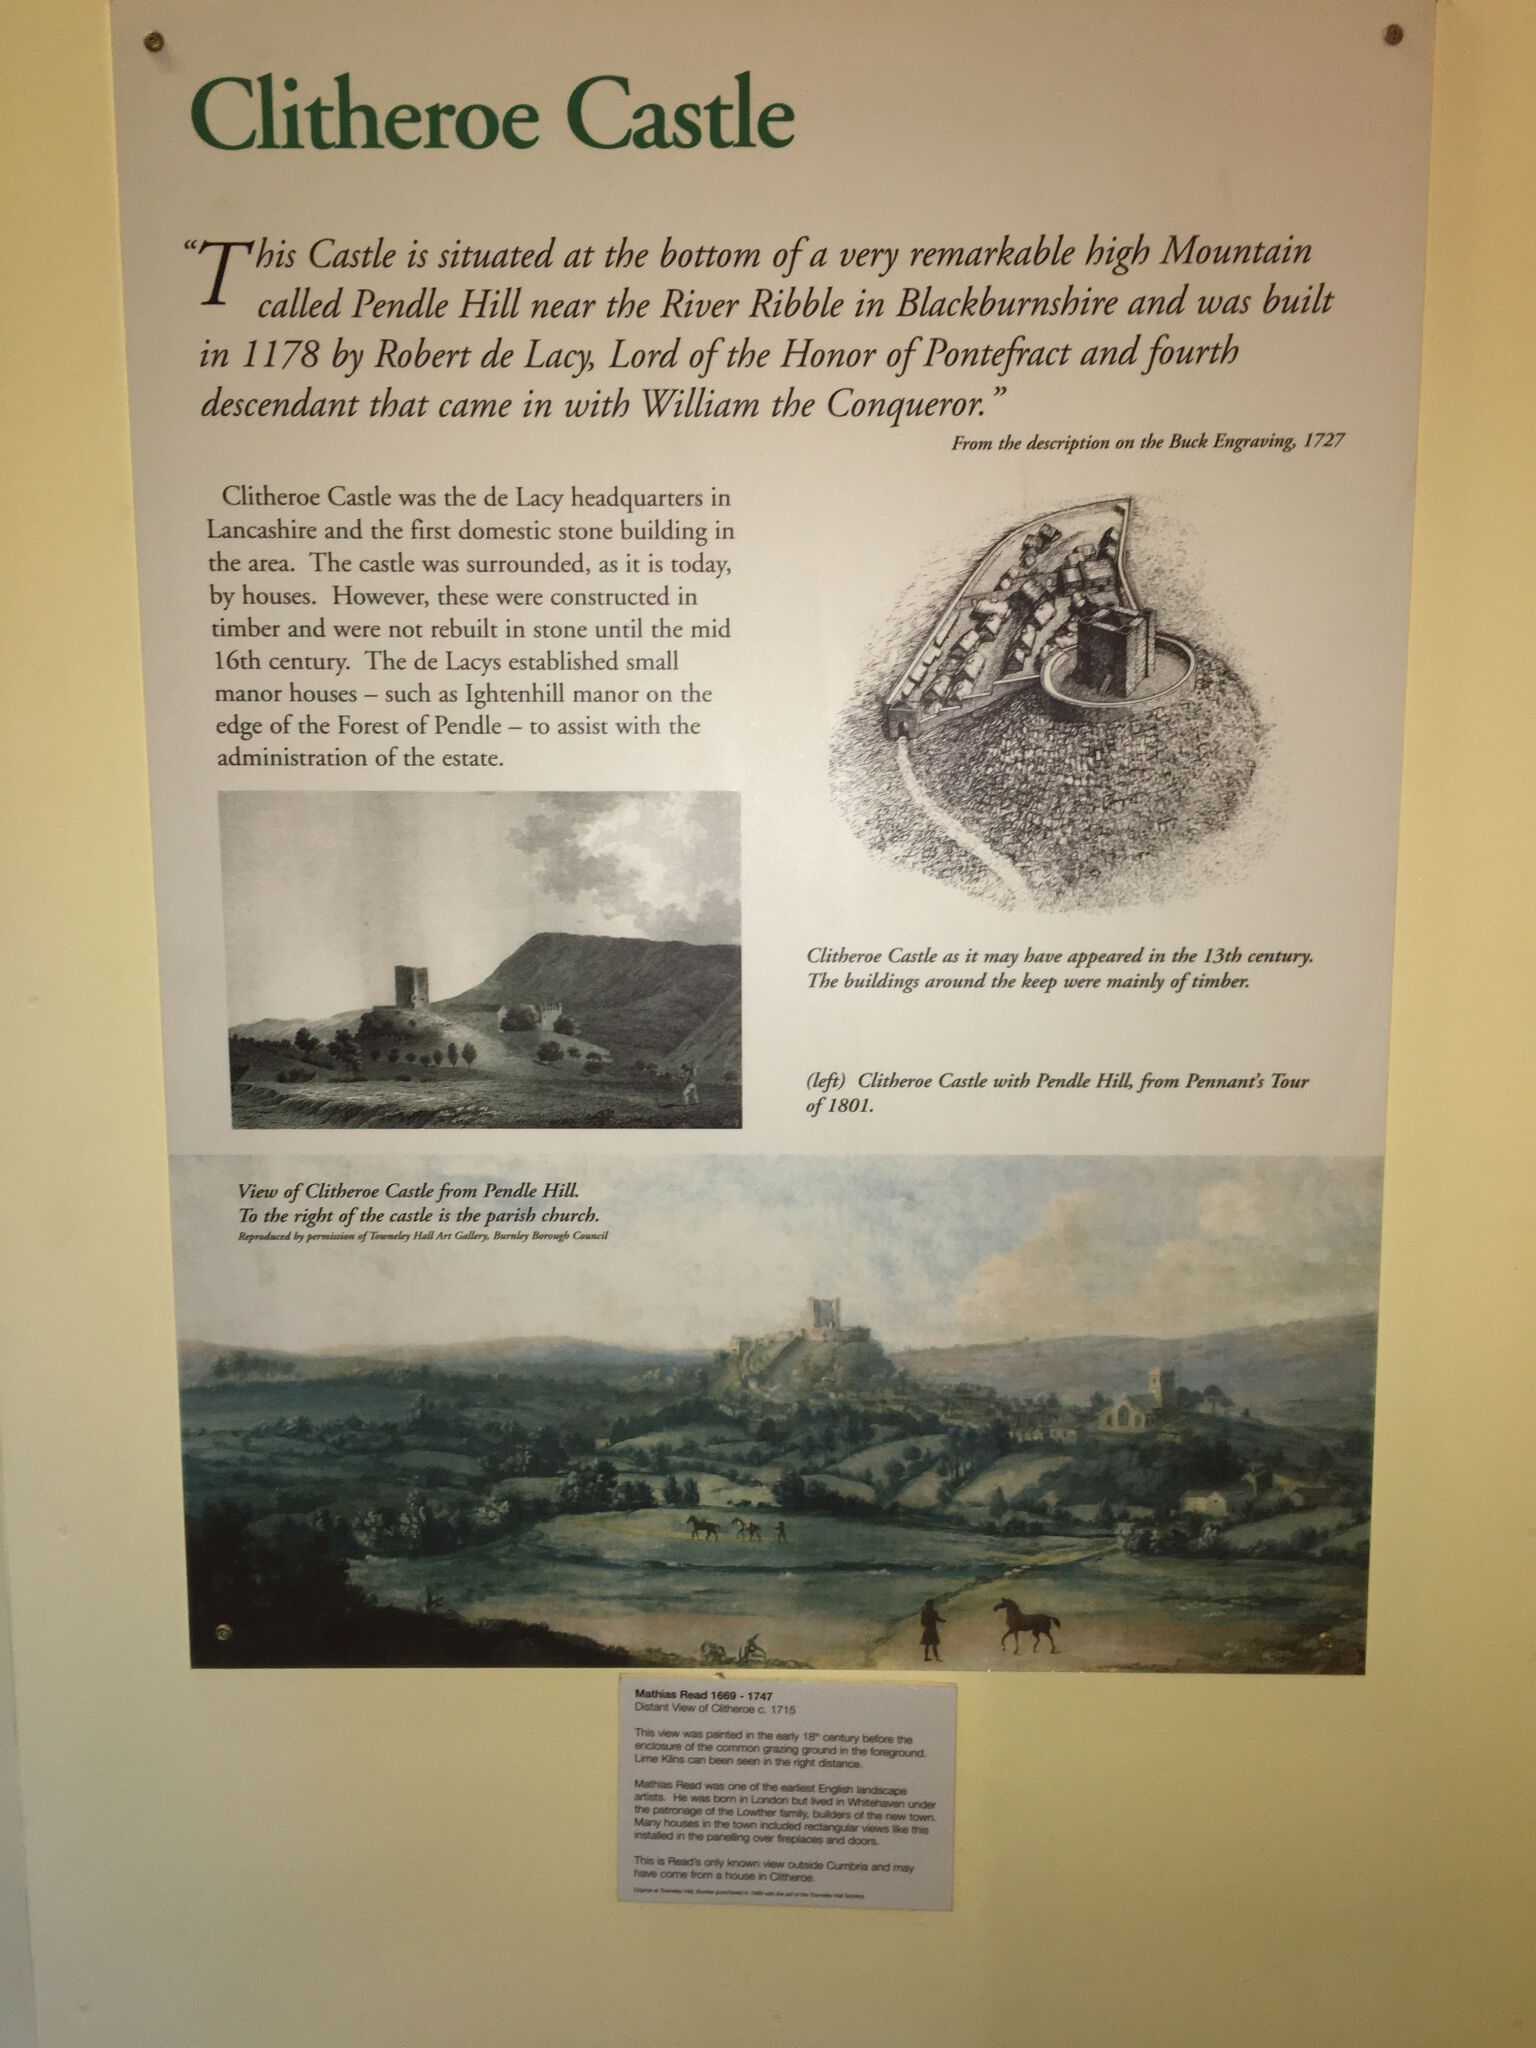 Clitheroe Castle
“This Castle is situated at the bottom of a very remarkable high Mountain
called Pendle Hill near the River Ribble in Blackburnshire and was built
in 1178 by Robert de Lacy, Lord of the Honor of Pontefract and fourth
descendant that came in with William the Conqueror.”
From the description on the Buck Engraving, 1727
Clitheroe Castle was the de Lacy headquarters in
Lancashire and the first domestic stone building in
the area. The castle was surrounded, as it is today,
by houses. However, these were constructed in
timber and were not rebuilt in stone until the mid
16th century. The de Lacys established small
manor houses – such as Ightenhill manor on the
edge of the Forest of Pendle – to assist with the
administration of the estate.
Clitheroe Castle as it may have appeared in the 13th century.
The buildings around the keep were mainly of timber.
(left) Clitheroe Castle with Pendle Hill, from Pennant's Tour
of 1801.
View of Clitheroe Castle from Pendle Hill.
To the right of the castle is the parish church.
Reproduced by permission of Towneley Hall Art Gallery, Burnley Borough Council
Mathias Read 1669 - 1747
Distant View of Clitheroe c. 1715
This view was painted in the early 18th century before the
enclosure of the common grazing ground in the foreground.
Lime Kilns can been seen in the right distance.
Mathias Read was one of the earliest English landscape
artists. He was born in London but lived in Whitehaven under
the patronage of the Lowther family, builders of the new town.
Many houses in the town included rectangular views like this
installed in the panelling over fireplaces and doors.
This is Read's only known view outside Cumbria and may
have come from a house in Clitheroe.
Original at Towneley Hall, Burnley purchased in with the aid of the Towneley Hall Society